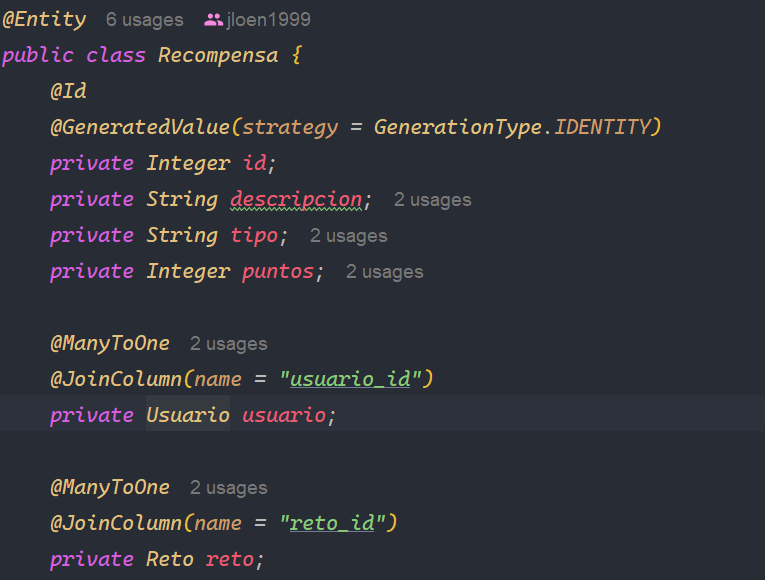 @Entity 6 usages jloen1999
public class Recompensa {
@Id
@GeneratedValue(strategy = GenerationType.IDENTITY)
private Integer id;
private String descripcion; 2 usages
private String tipo; 2 usages
private Integer puntos; 2 usages
@ManyToOne 2 usages
@JoinColumn(name = "usuario_id")
private Usuario usuario;
@ManyToOne 2 usages
@JoinColumn(name = "reto_id")
private Reto reto;